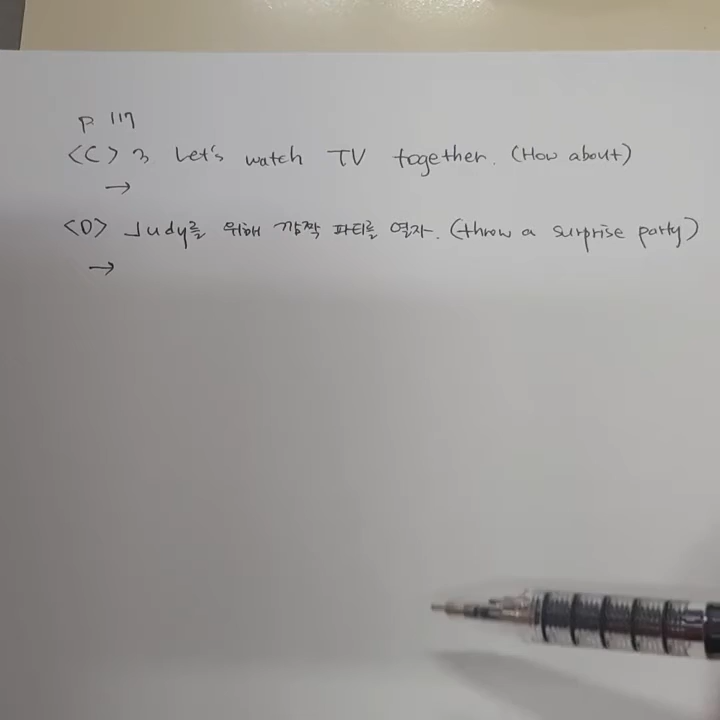 p 117
<C> 3 Let's watch TV together. (How about)
→
<D> Judy를 위해 깜짝 파티를 열자. (throw a surprise party)
→